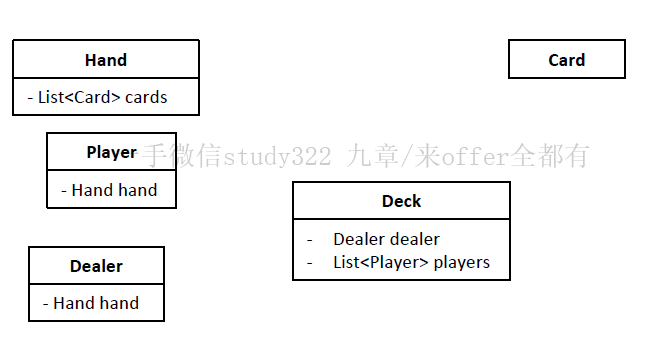 Hand
- List<Card> cards
Card
Player
- Hand hand
手微信study322 九章/来offer全都有
Deck
- Dealer dealer
- List<Player> players
Dealer
- Hand hand